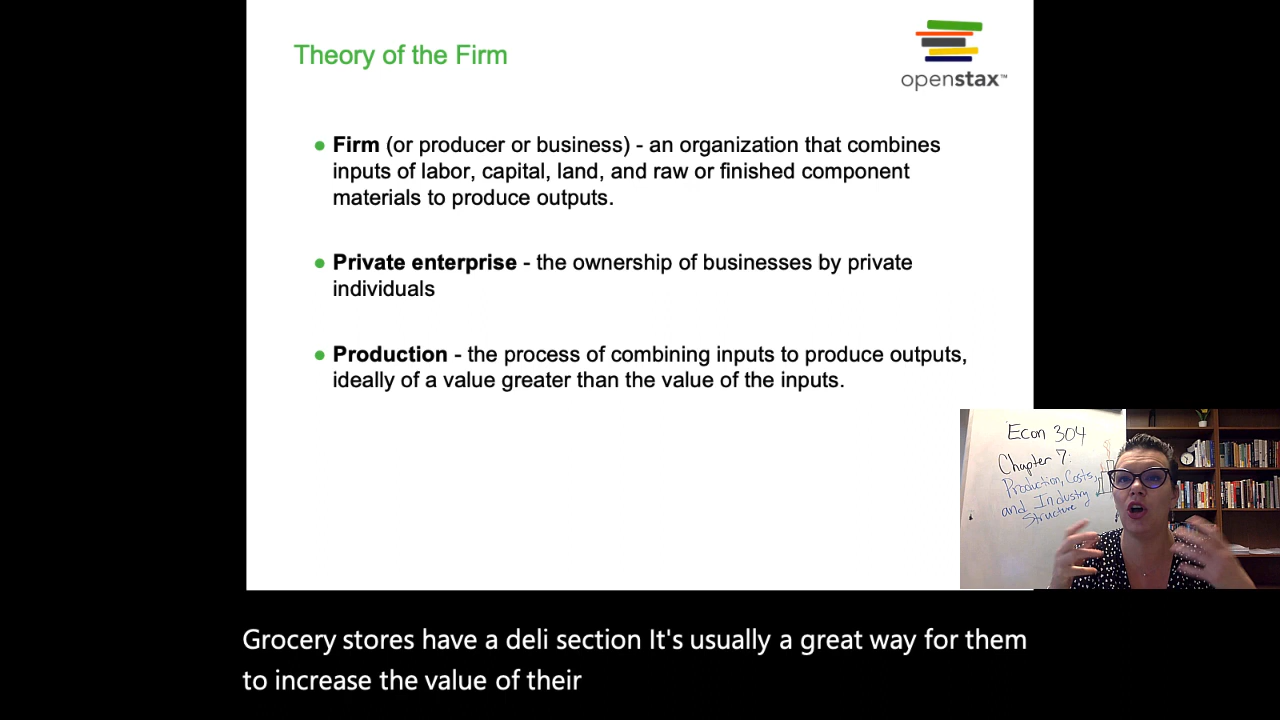 Theory of the Firm
openstax™
● Firm (or producer or business) - an organization that combines
inputs of labor, capital, land, and raw or finished component
materials to produce outputs.
● Private enterprise - the ownership of businesses by private
individuals
● Production - the process of combining inputs to produce outputs,
ideally of a value greater than the value of the inputs.
Econ 304
Chapter 7:
Production, Costs,
and Industry
Structure
Grocery stores have a deli section It's usually a great way for them
to increase the value of their